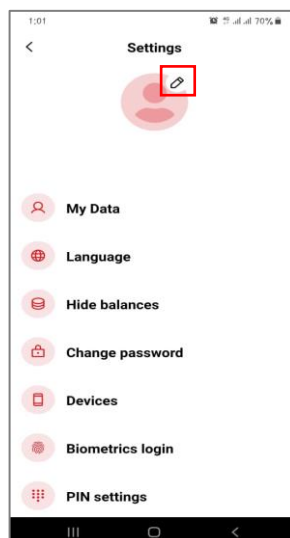 1:01
70%
Settings
My Data
Language
Hide balances
Change password
Devices
Biometrics login
PIN settings